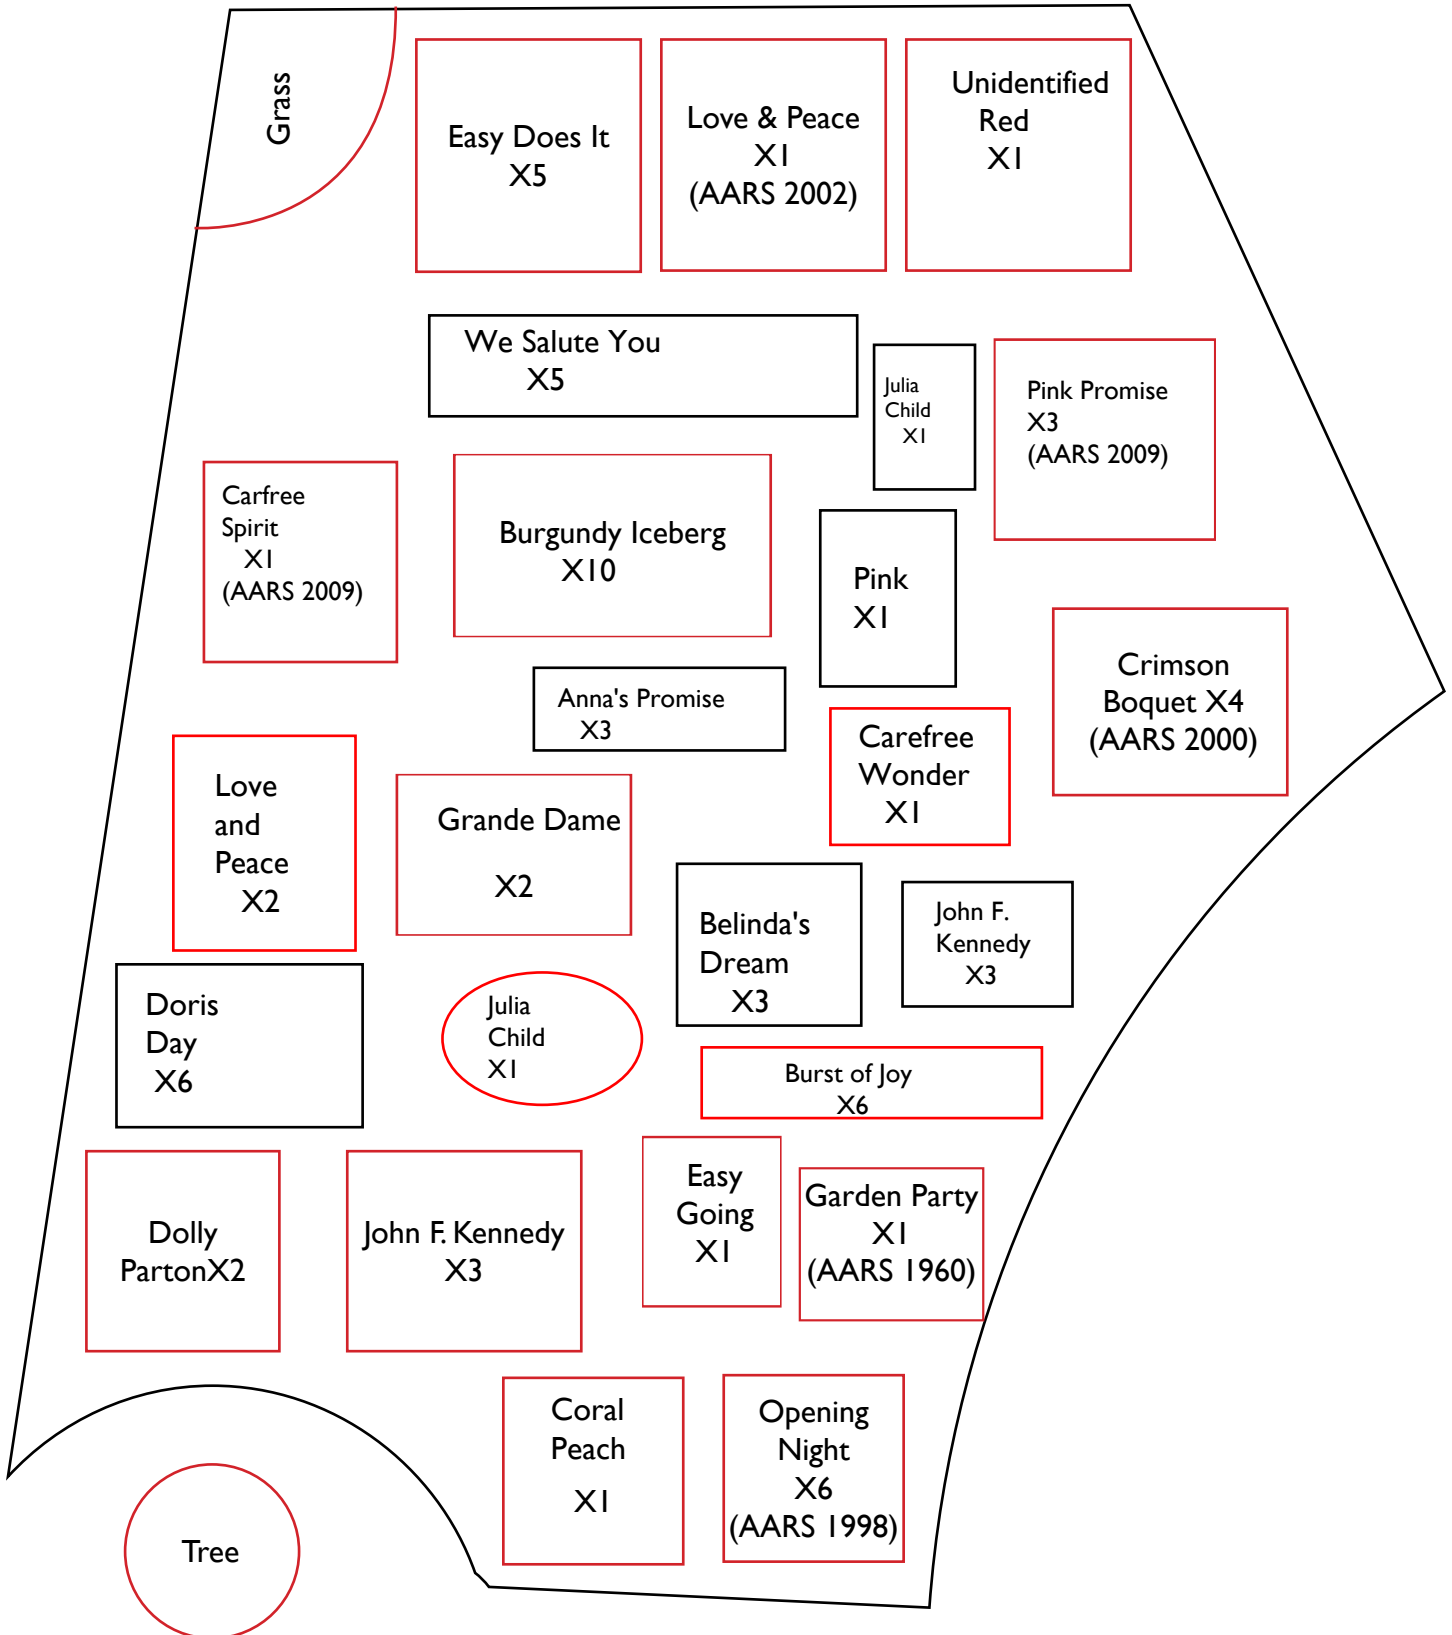 Grass
Easy Does It
X5
Love & Peace
X1
(AARS 2002)
Unidentified
Red
X1
We Salute You
X5
Julia
Child
X1
Pink Promise
X3
(AARS 2009)
Carfree
Spirit
X1
(AARS 2009)
Burgundy Iceberg
X10
Pink
X1
Crimson
Boquet X4
(AARS 2000)
Anna's Promise
X3
Carefree
Wonder
X1
Love
and
Peace
X2
Grande Dame
X2
Belinda's
Dream
X3
John F.
Kennedy
X3
Doris
Day
X6
Julia
Child
X1
Burst of Joy
X6
Dolly
PartonX2
John F. Kennedy
X3
Easy
Going
X1
Garden Party
X1
(AARS 1960)
Coral
Peach
X1
Opening
Night
X6
(AARS 1998)
Tree